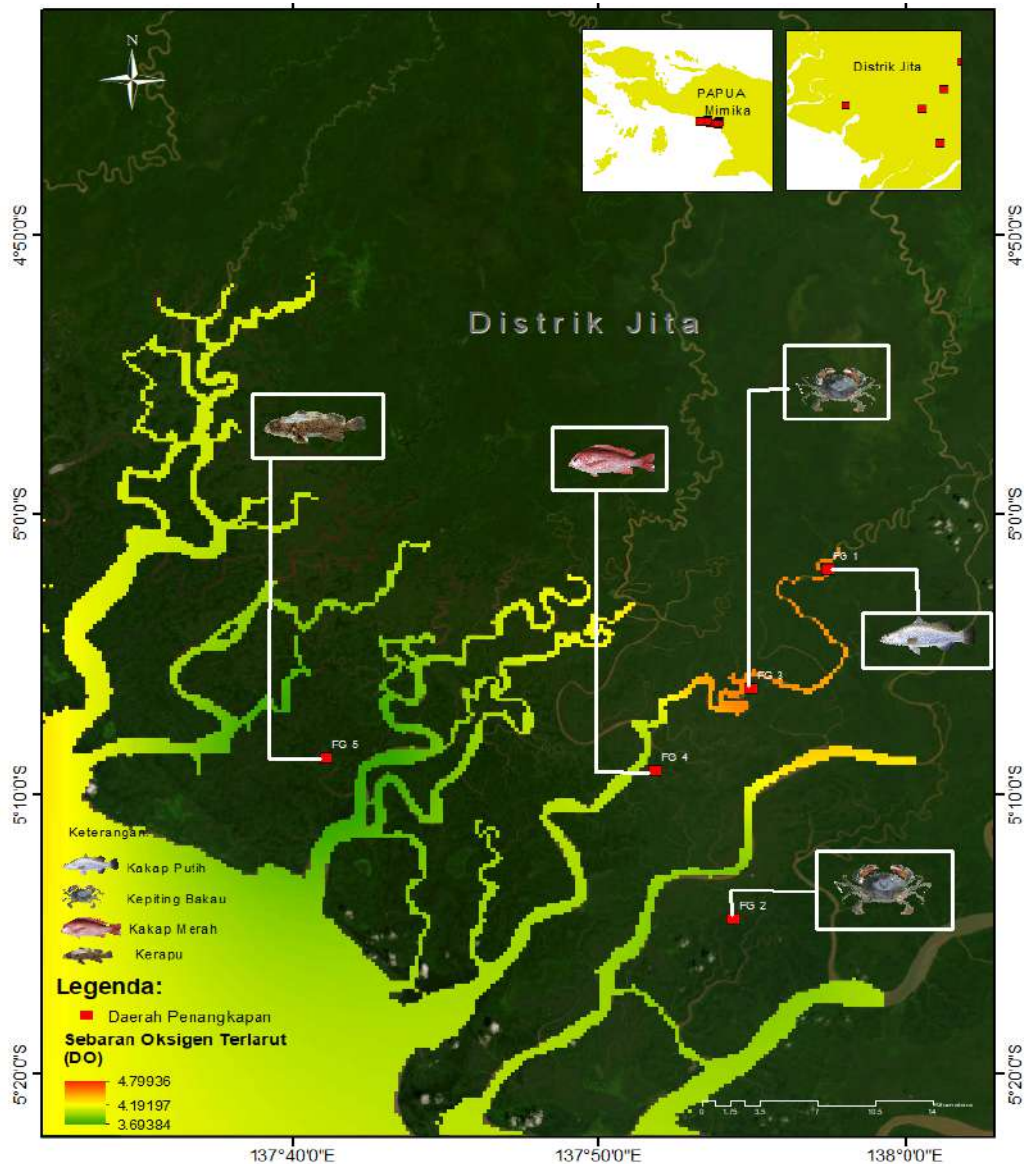 N
PAPUA
Mimika
Distrik Jita
4°50'0"S
4°50'0"S
Distrik Jita
5°0'0"S
5°0'0"S
FG 1
FG 3
FG 5
FG 4
5°10'0"S
5°10'0"S
FG 2
Keterangan
Kakap Putih
Kepiting Bakau
Kakap Merah
Kerapu
Legenda:
Daerah Penangkapan
Sebaran Oksigen Terlarut
(DO)
4.79936
4.19197
3.69384
5°20'0"S
5°20'0"S
0 1.75 3.5 7 10.5 14
137°40'0"E
137°50'0"E
138°0'0"E